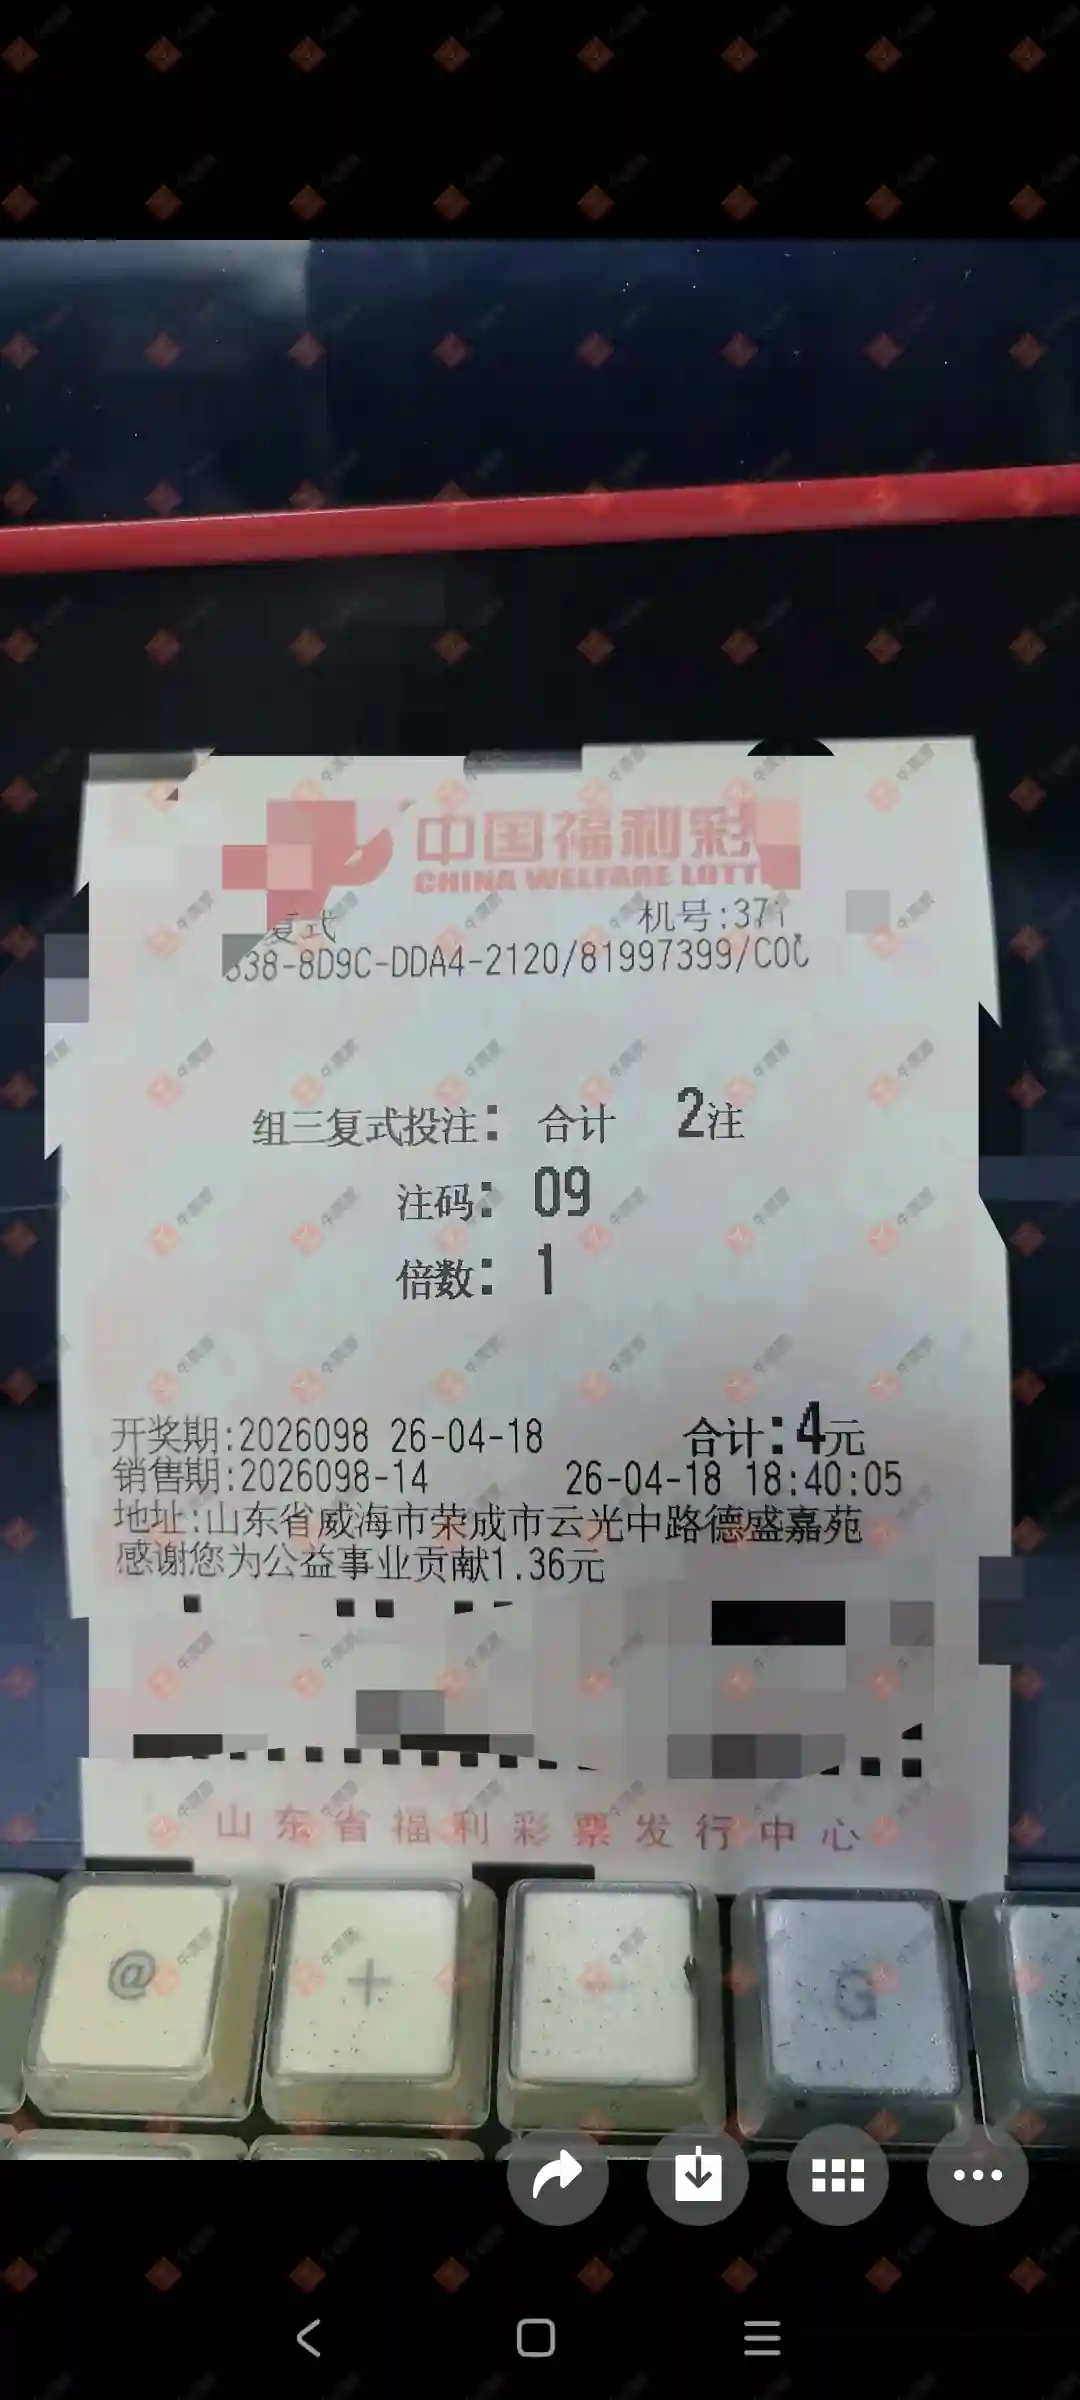 中国福利彩
CHINA WELFARE LOTT
复式 机号:371
638-8D9C-DDA4-2120/81997399/C0
组三复式投注: 合计 2注
注码: 09
倍数: 1
开奖期:2026098 26-04-18 合计:4元
销售期:2026098-14 26-04-18 18:40:05
地址:山东省威海市荣成市云光中路德盛嘉苑
感谢您为公益事业贡献1.36元
山东省福利彩票发行中心
@ + G